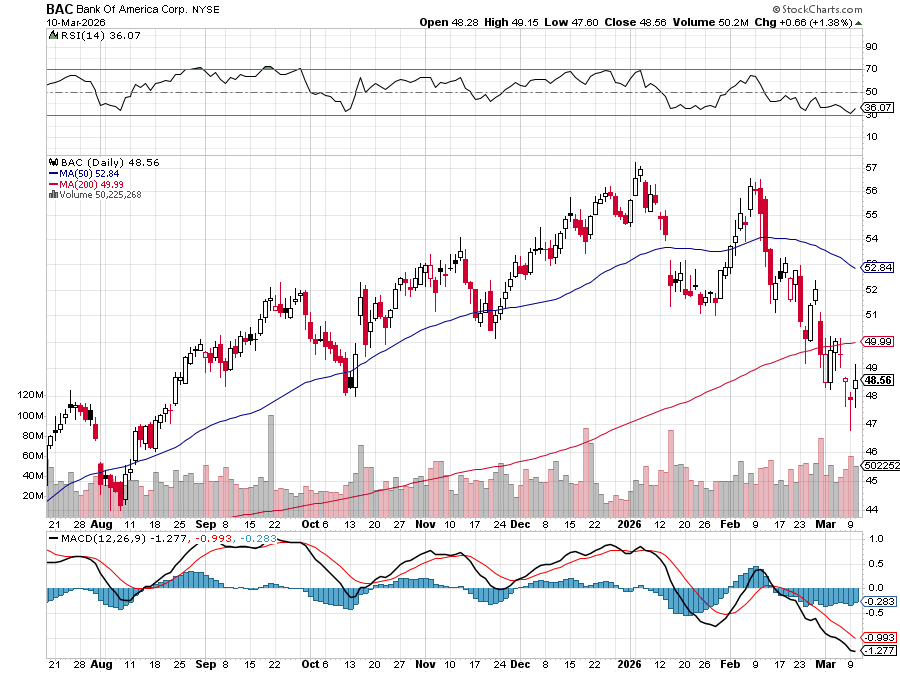 BAC Bank Of America Corp. NYSE © StockCharts.com
10-Mar-2026 Open 48.28 High 49.15 Low 47.60 Close 48.56 Volume 50.2M Chg +0.66 (+1.38%)
RSI(14) 36.07
90
70
50
36.07
30
10
BAC (Daily) 48.56
MA(50) 52.84
MA(200) 49.99
Volume 50,225,268
57
56
55
54
52.84
52
51
49.99
49
48.56
48
47
46
45
44
502252
120M
100M
80M
60M
40M
20M
21 28 Aug 11 18 25 Sep 8 15 22 Oct 6 13 20 27 Nov 10 17 24 Dec 8 15 22 2026 12 20 26 Feb 9 17 23 Mar 9
MACD(12,26,9) -1.277, -0.993, -0.283
1.0
0.5
0.0
-0.283
-0.5
-0.993
-1.277
21 28 Aug 11 18 25 Sep 8 15 22 Oct 6 13 20 27 Nov 10 17 24 Dec 8 15 22 2026 12 20 26 Feb 9 17 23 Mar 9